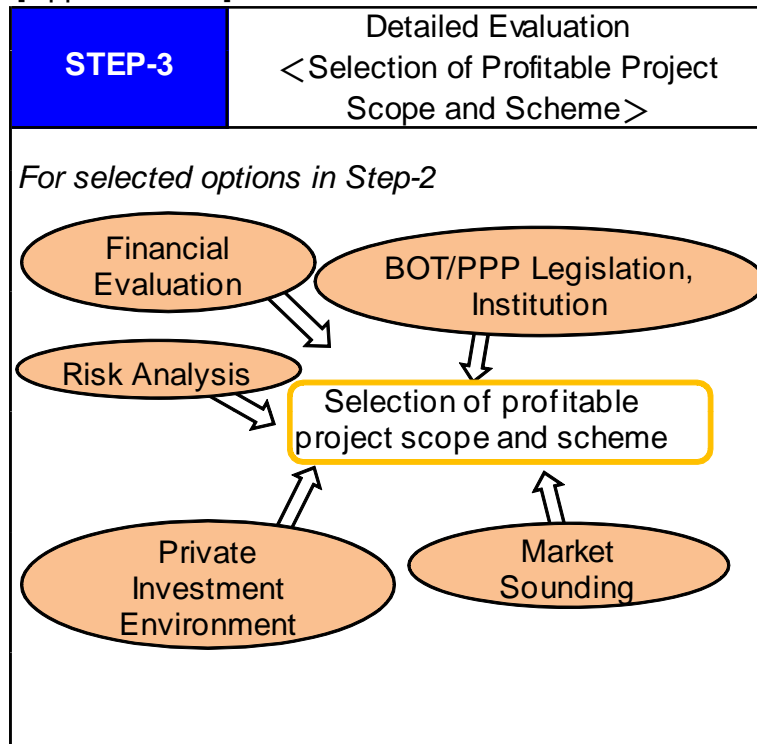 STEP-3
Detailed Evaluation
<Selection of Profitable Project
Scope and Scheme>
For selected options in Step-2
Financial
Evaluation
BOT/PPP Legislation,
Institution
Risk Analysis
Selection of profitable
project scope and scheme
Private
Investment
Environment
Market
Sounding